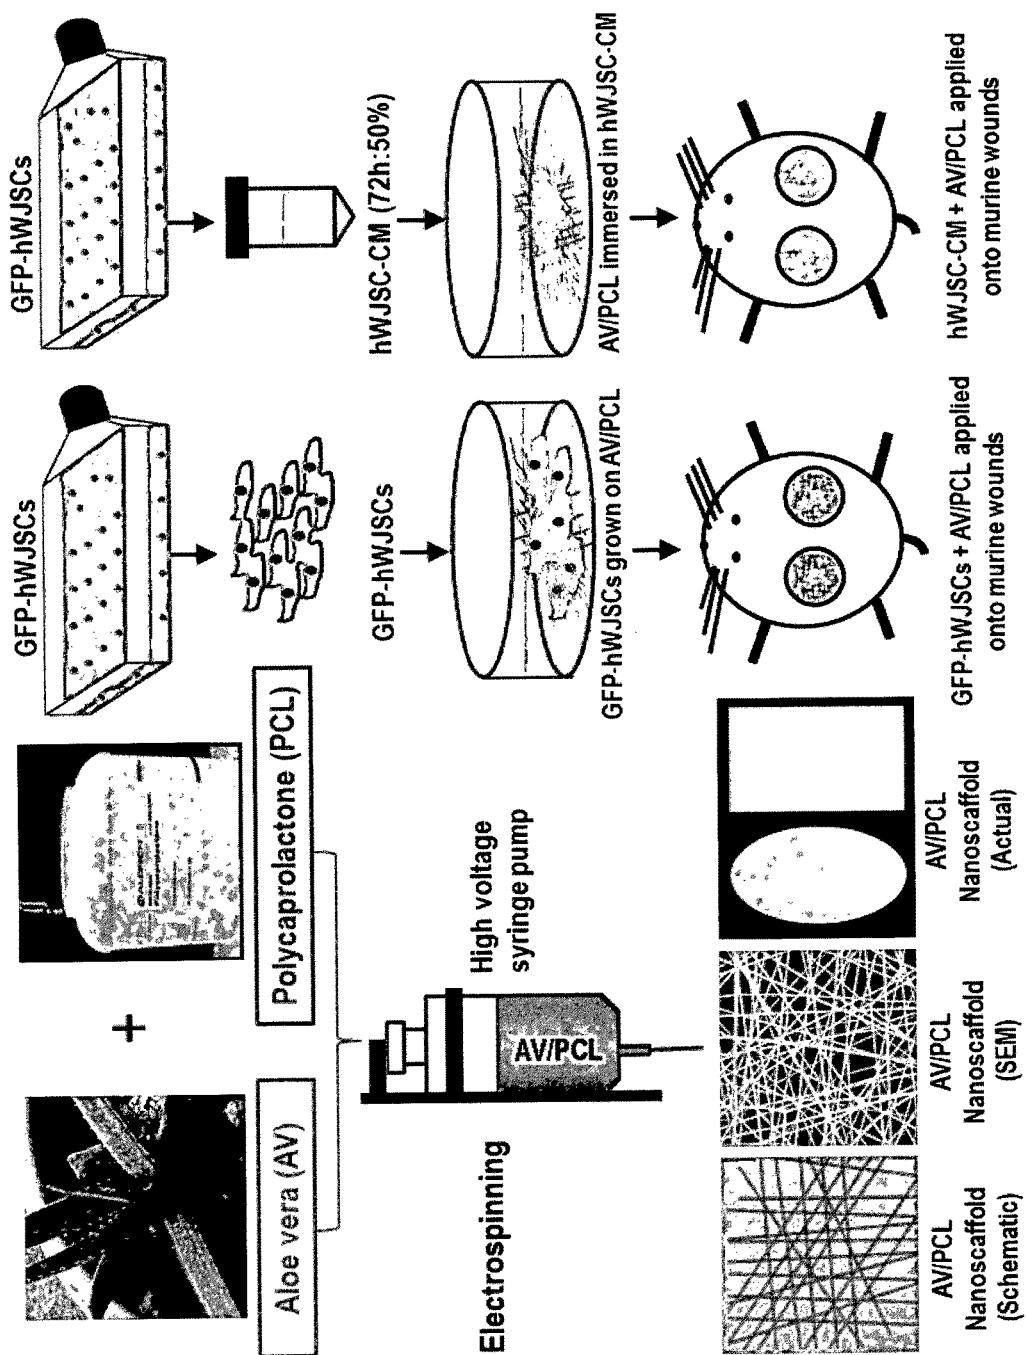 Aloe vera (AV)
+
Polycaprolactone (PCL)
Electrospinning
AV/PCL
High voltage
syringe pump
AV/PCL
Nanoscaffold
(Schematic)
AV/PCL
Nanoscaffold
(SEM)
AV/PCL
Nanoscaffold
(Actual)
GFP-hWJSCs
GFP-hWJSCs
GFP-hWJSCs grown on AV/PCL
GFP-hWJSCs + AV/PCL applied
onto murine wounds
GFP-hWJSCs
hWJSC-CM (72h:50%)
AV/PCL immersed in hWJSC-CM
hWJSC-CM + AV/PCL applied
onto murine wounds